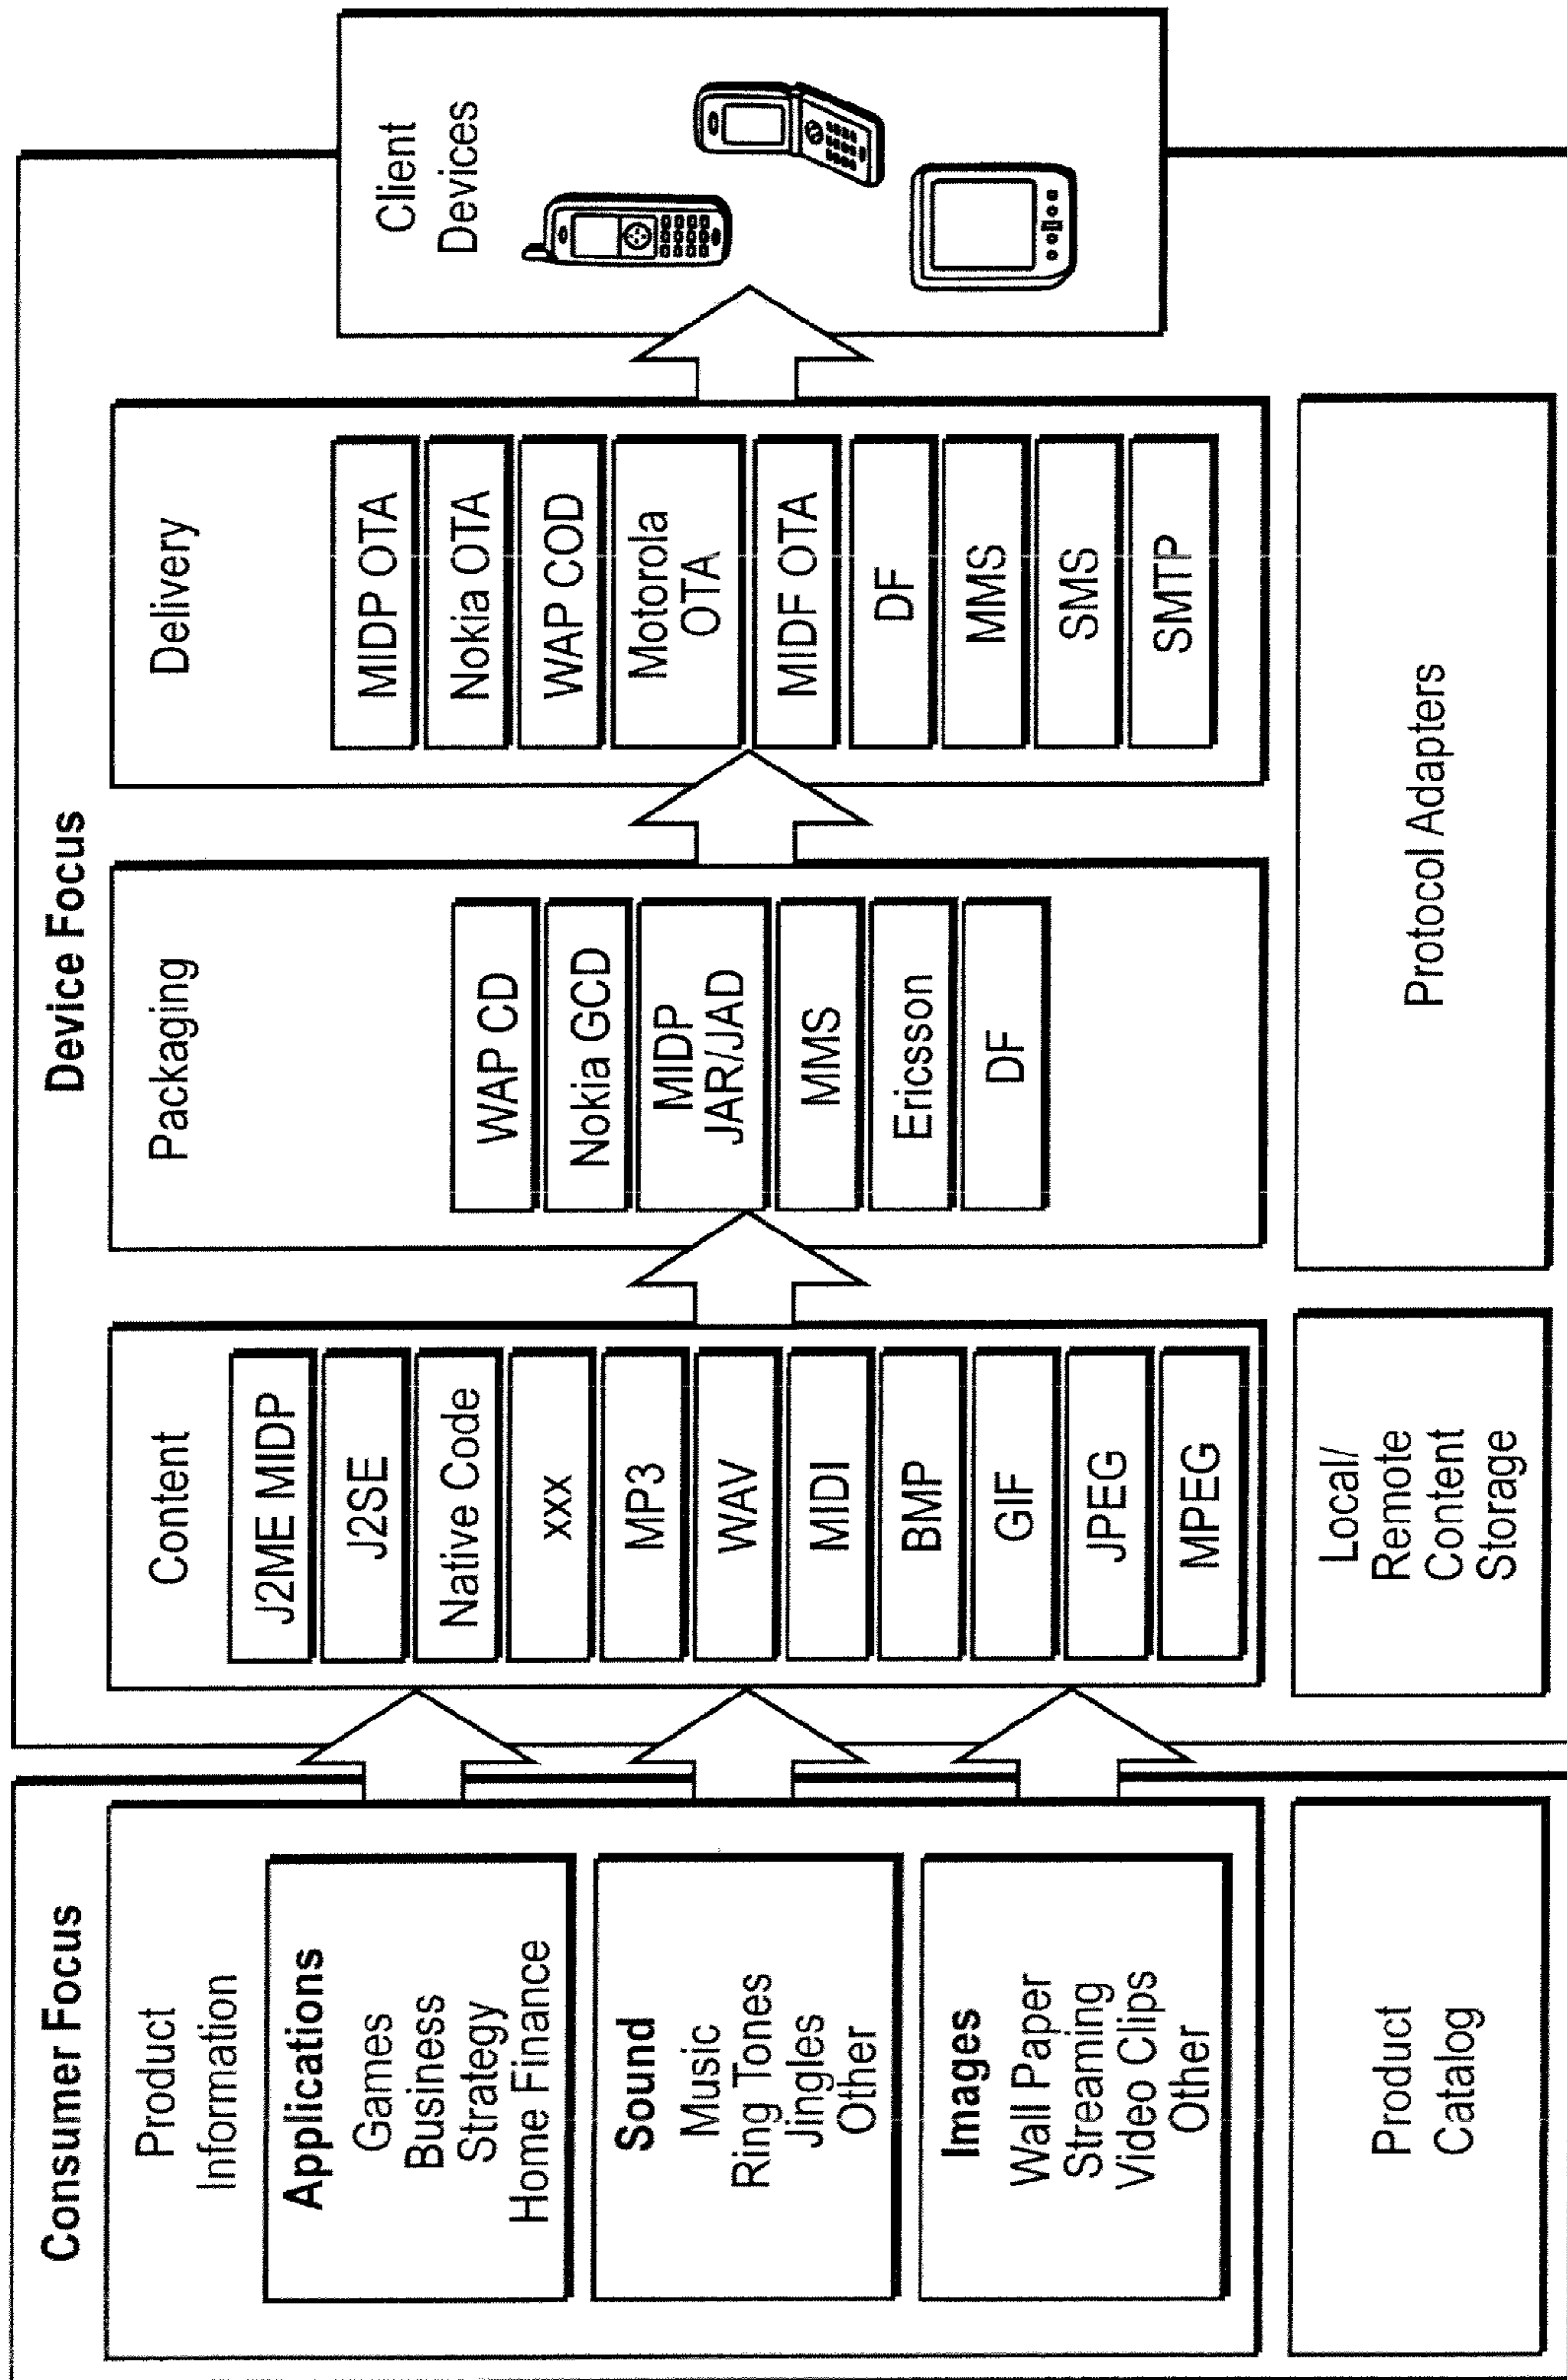 Consumer Focus
Product
Information
Applications
Games
Business
Strategy
Home Finance
Sound
Music
Ring Tones
Jingles
Other
Images
Wall Paper
Streaming
Video Clips
Other
Product
Catalog
Device Focus
Content
J2ME MIDP
J2SE
Native Code
xxx
MP3
WAV
MIDI
BMP
GIF
JPEG
MPEG
Local/
Remote
Content
Storage
Packaging
WAP CD
Nokia GCD
MIDP
JAR/JAD
MMS
Ericsson
DF
Delivery
MIDP OTA
Nokia OTA
WAP COD
Motorola
OTA
MIDF OTA
DF
MMS
SMS
SMTP
Protocol Adapters
Client
Devices